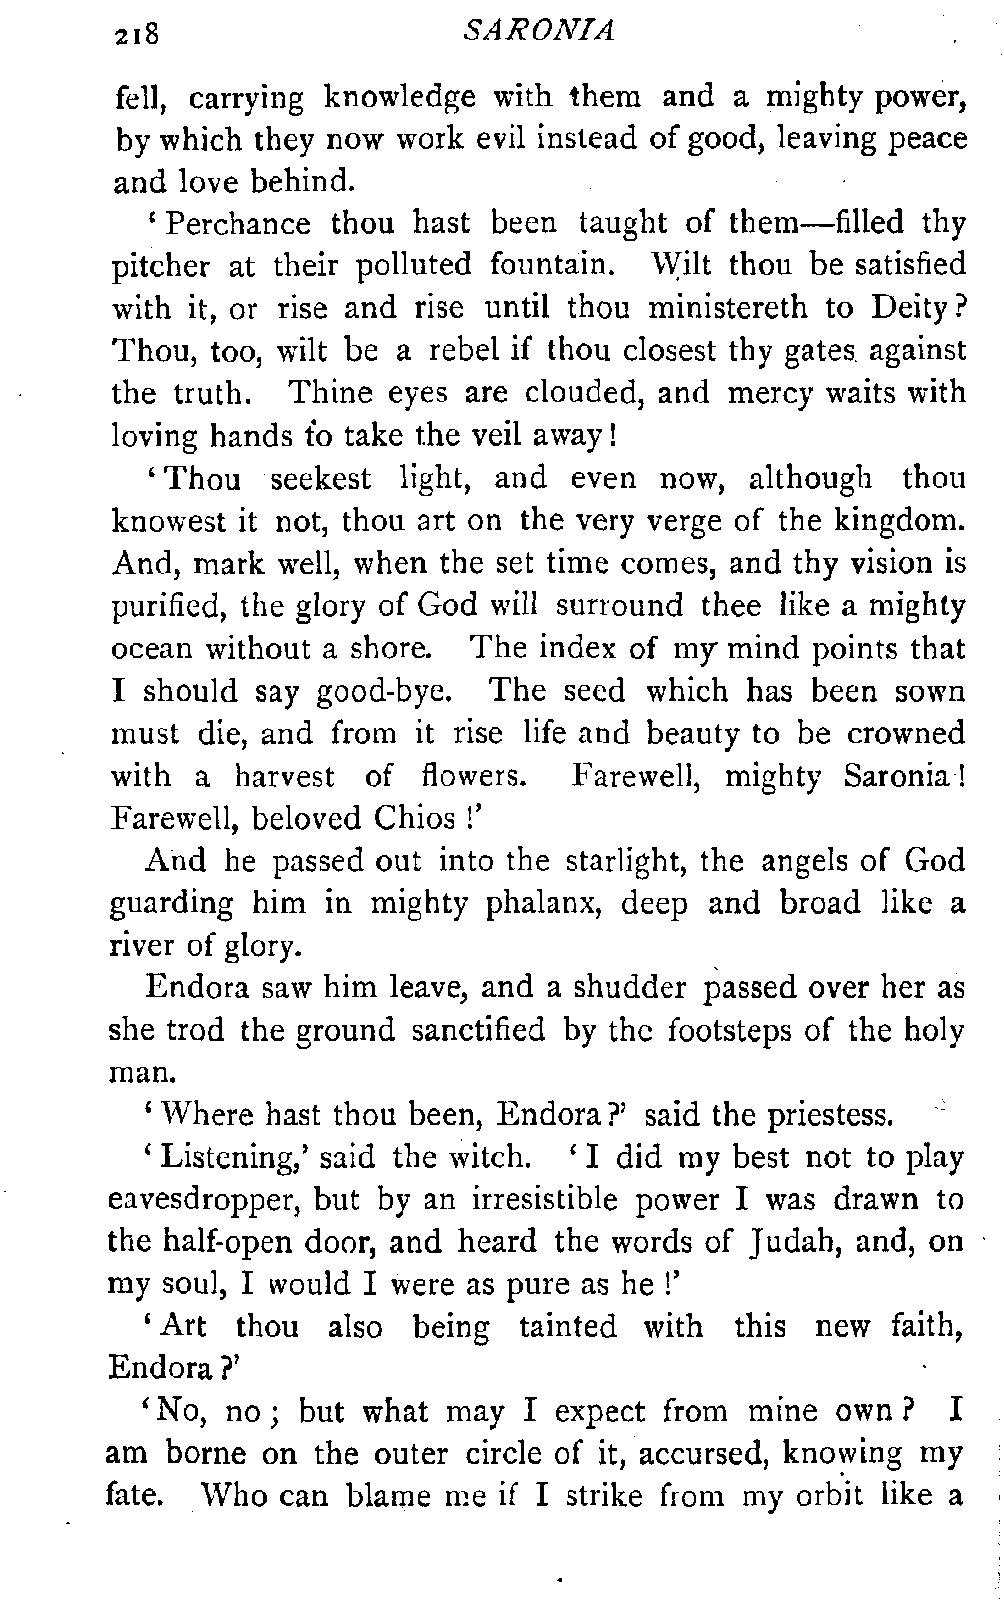 218 SARONIA
fell, carrying knowledge with them and a mighty power,
by which they now work evil instead of good, leaving peace
and love behind.
‘ Perchance thou hast been taught of them—filled thy
pitcher at their polluted fountain. Wilt thou be satisfied
with it, or rise and rise until thou ministereth to Deity?
Thou, too, wilt be a rebel if thou closest thy gates against
the truth. Thine eyes are clouded, and mercy waits with
loving hands to take the veil away!
‘ Thou seekest light, and even now, although thou
knowest it not, thou art on the very verge of the kingdom.
And, mark well, when the set time comes, and thy vision is
purified, the glory of God will surround thee like a mighty
ocean without a shore. The index of my mind points that
I should say good-bye. The seed which has been sown
must die, and from it rise life and beauty to be crowned
with a harvest of flowers. Farewell, mighty Saronia!
Farewell, beloved Chios !’
And he passed out into the starlight, the angels of God
guarding him in mighty phalanx, deep and broad like a
river of glory.
Endora saw him leave, and a shudder passed over her as
she trod the ground sanctified by the footsteps of the holy
man.
‘ Where hast thou been, Endora?’ said the priestess.
‘ Listening,’ said the witch. ‘ I did my best not to play
eavesdropper, but by an irresistible power I was drawn to
the half-open door, and heard the words of Judah, and, on
my soul, I would I were as pure as he !’
‘ Art thou also being tainted with this new faith,
Endora ?’
‘ No, no ; but what may I expect from mine own ? I
am borne on the outer circle of it, accursed, knowing my
fate. Who can blame me if I strike from my orbit like a